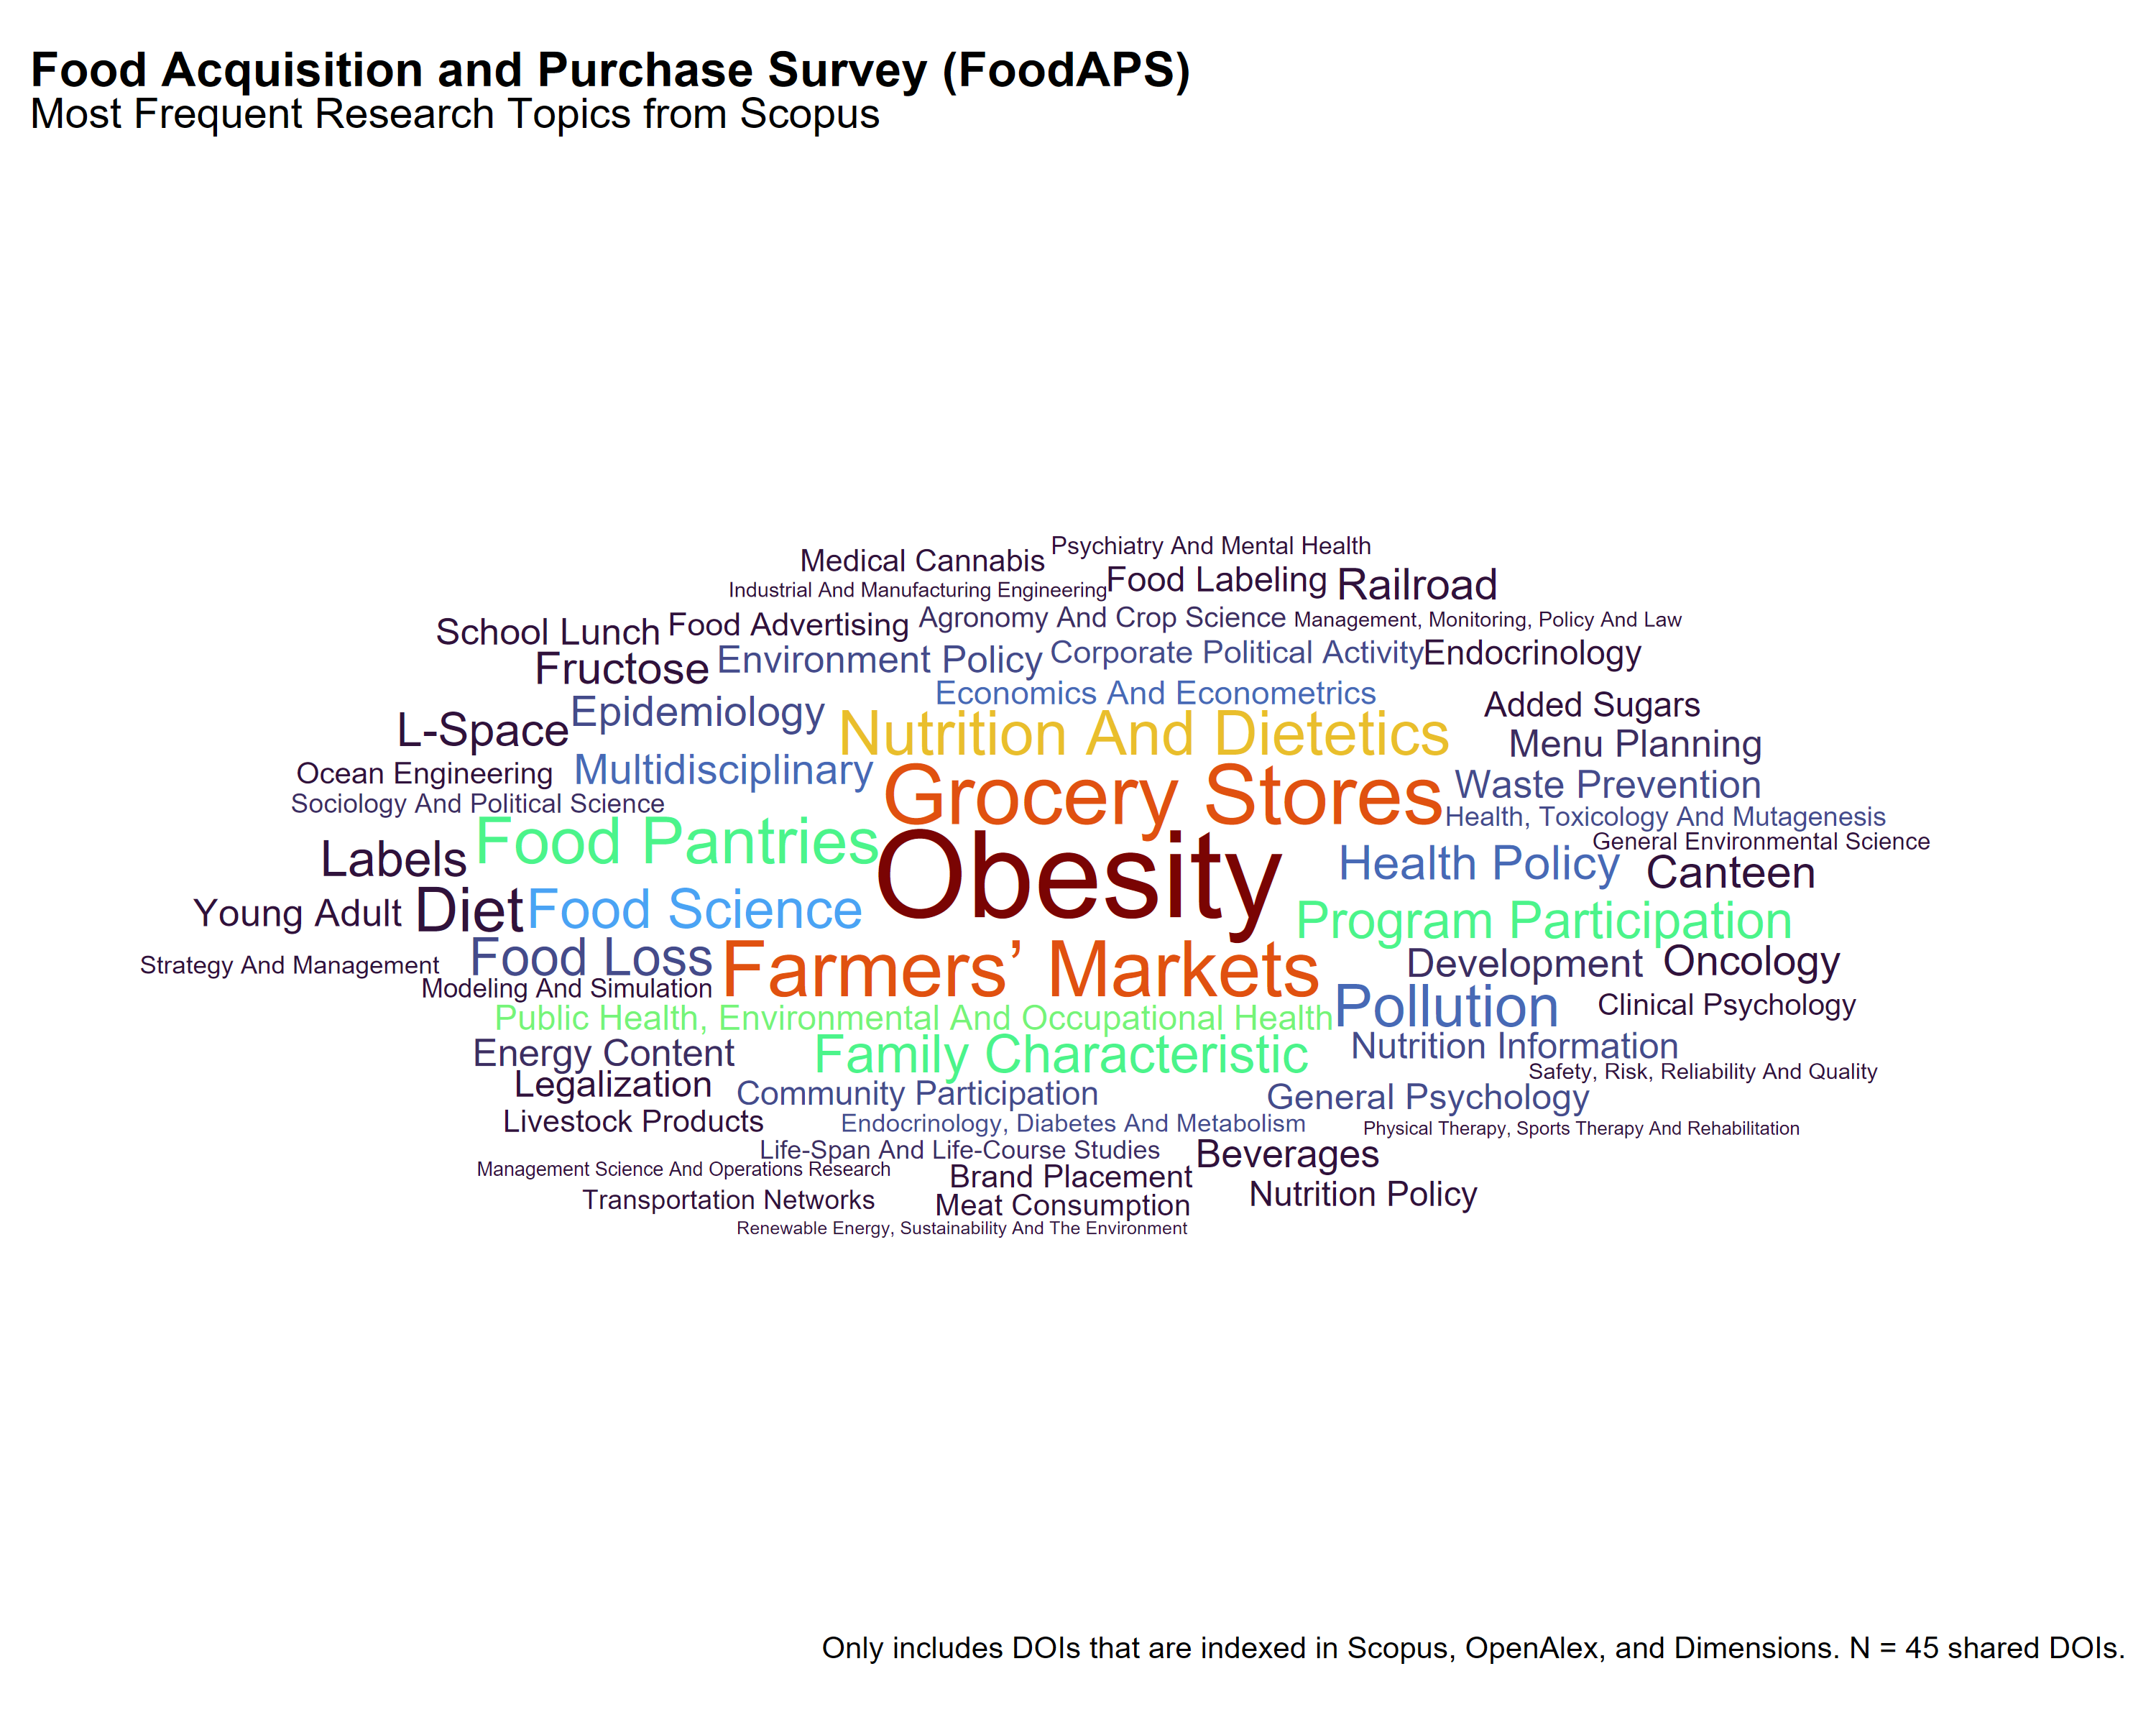 Food Acquisition and Purchase Survey (FoodAPS)
Most Frequent Research Topics from Scopus
Psychiatry And Mental Health
Medical Cannabis
Industrial And Manufacturing Engineering
Food Labeling
Railroad
School Lunch
Food Advertising
Agronomy And Crop Science
Management, Monitoring, Policy And Law
Fructose
Environment Policy
Corporate Political Activity
Endocrinology
Economics And Econometrics
L-Space
Epidemiology
Nutrition And Dietetics
Added Sugars
Menu Planning
Ocean Engineering
Multidisciplinary
Grocery Stores
Waste Prevention
Sociology And Political Science
Health, Toxicology And Mutagenesis
Food Pantries
General Environmental Science
Labels
Obesity
Health Policy
Canteen
Young Adult
Diet
Food Science
Program Participation
Strategy And Management
Food Loss
Farmers’ Markets
Development
Oncology
Modeling And Simulation
Pollution
Clinical Psychology
Public Health, Environmental And Occupational Health
Energy Content
Family Characteristic
Nutrition Information
Safety, Risk, Reliability And Quality
Legalization
Community Participation
General Psychology
Livestock Products
Endocrinology, Diabetes And Metabolism
Physical Therapy, Sports Therapy And Rehabilitation
Life-Span And Life-Course Studies
Beverages
Management Science And Operations Research
Brand Placement
Transportation Networks
Meat Consumption
Nutrition Policy
Renewable Energy, Sustainability And The Environment
Only includes DOIs that are indexed in Scopus, OpenAlex, and Dimensions. N = 45 shared DOIs.